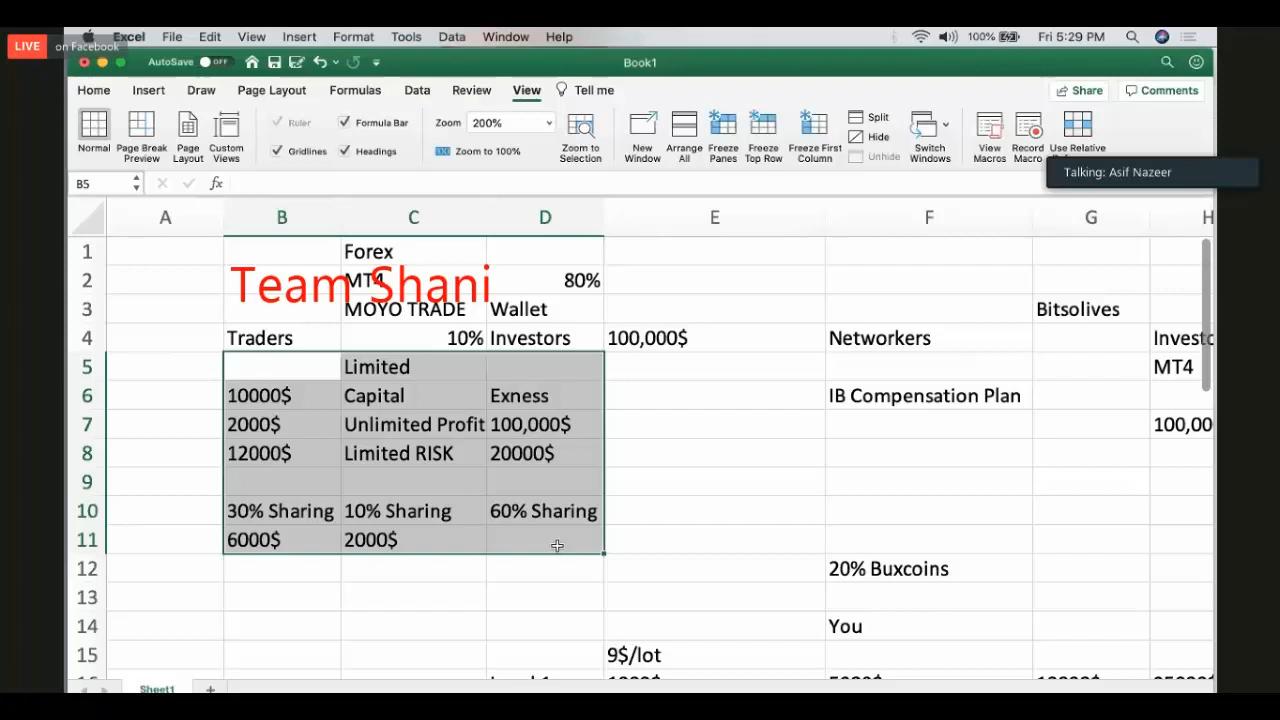 LIVE on Facebook
Excel File Edit View Insert Format Tools Data Window Help 100% Fri 5:29 PM
AutoSave OFF Book1
Home Insert Draw Page Layout Formulas Data Review View Tell me Share Comments
Ruler Formula Bar Zoom 200% Split
Gridlines Headings Zoom to 100% Hide Unhide
Normal Page Break Preview Page Layout Custom Views Zoom to Selection New Window Arrange All Freeze Panes Freeze Top Row Freeze First Column Switch Windows View Macros Record Macro Use Relative
Talking: Asif Nazeer
B5 fx
A B C D E F G H
1 Forex
2 MT4 80%
Team Shani
3 MOYO TRADE Wallet Bitsolives
4 Traders 10% Investors 100,000$ Networkers Investo
5 Limited MT4
6 10000$ Capital Exness IB Compensation Plan
7 2000$ Unlimited Profit 100,000$ 100,00
8 12000$ Limited RISK 20000$
9
10 30% Sharing 10% Sharing 60% Sharing
11 6000$ 2000$
12 20% Buxcoins
13
14 You
15 9$/lot
Sheet1 +